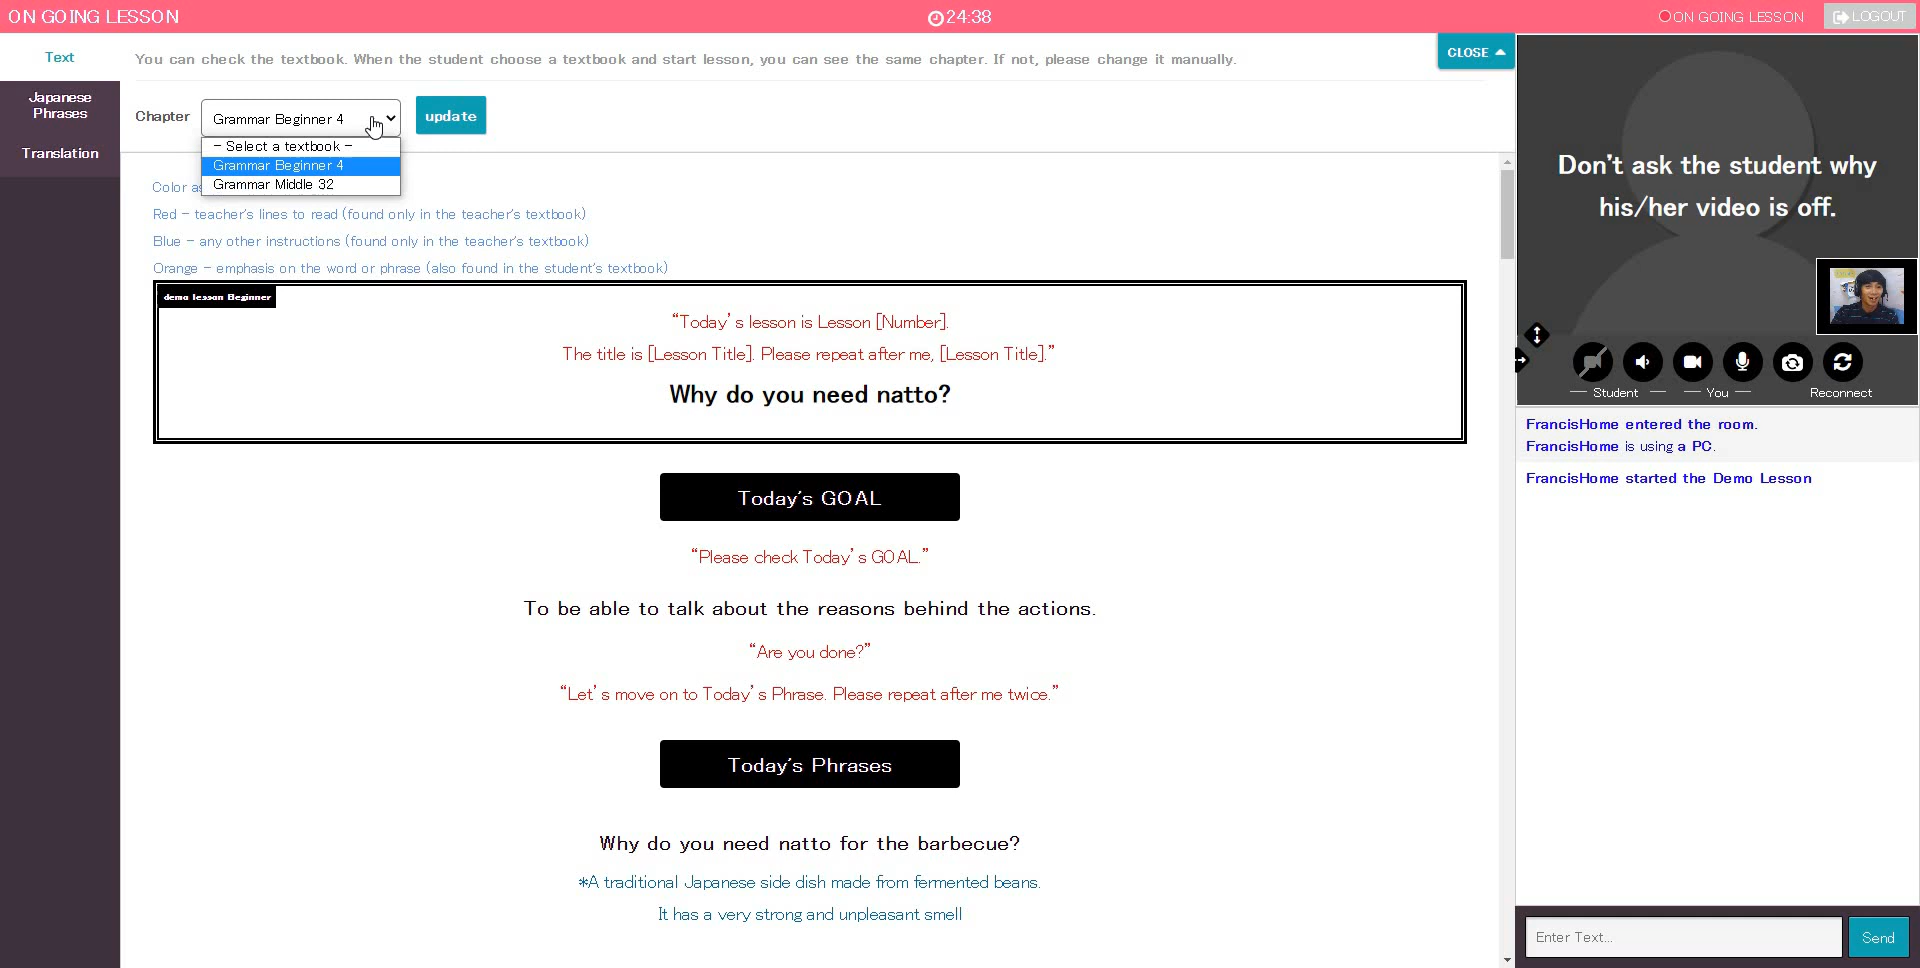 ON GOING LESSON
24:38
ON GOING LESSON
LOGOUT
Text
Japanese
Phrases
Translation
You can check the textbook. When the student choose a textbook and start lesson, you can see the same chapter. If not, please change it manually.
CLOSE
Chapter
Grammar Beginner 4
update
- Select a textbook -
Grammar Beginner 4
Grammar Middle 32
Color
Red - teacher's lines to read (found only in the teacher's textbook)
Blue - any other instructions (found only in the teacher's textbook)
Orange - emphasis on the word or phrase (also found in the student's textbook)
demo lesson Beginner
“Today’s lesson is Lesson [Number].
The title is [Lesson Title]. Please repeat after me, [Lesson Title].”
Why do you need natto?
Today's GOAL
“Please check Today’s GOAL.”
To be able to talk about the reasons behind the actions.
“Are you done?”
“Let’s move on to Today’s Phrase. Please repeat after me twice.”
Today's Phrases
Why do you need natto for the barbecue?
*A traditional Japanese side dish made from fermented beans.
It has a very strong and unpleasant smell
Don't ask the student why
his/her video is off.
Student
You
Reconnect
FrancisHome entered the room.
FrancisHome is using a PC.
FrancisHome started the Demo Lesson
Enter Text...
Send